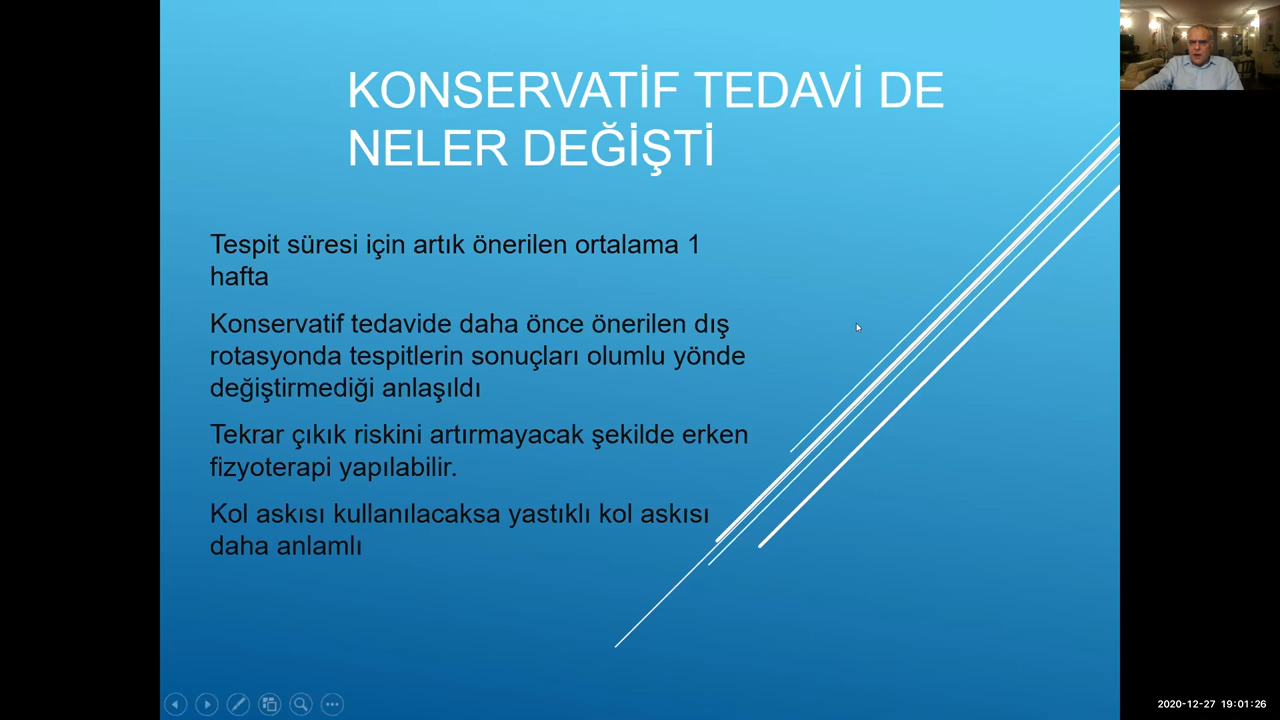 KONSERVATİF TEDAVİ DE
NELER DEĞİŞTİ
Tespit süresi için artık önerilen ortalama 1
hafta
Konservatif tedavide daha önce önerilen dış
rotasyonda tespitlerin sonuçları olumlu yönde
değiştirmediği anlaşıldı
Tekrar çıkık riskini artırmayacak şekilde erken
fizyoterapi yapılabilir.
Kol askısı kullanılacaksa yastıklı kol askısı
daha anlamlı
2020-12-27 19:01:26